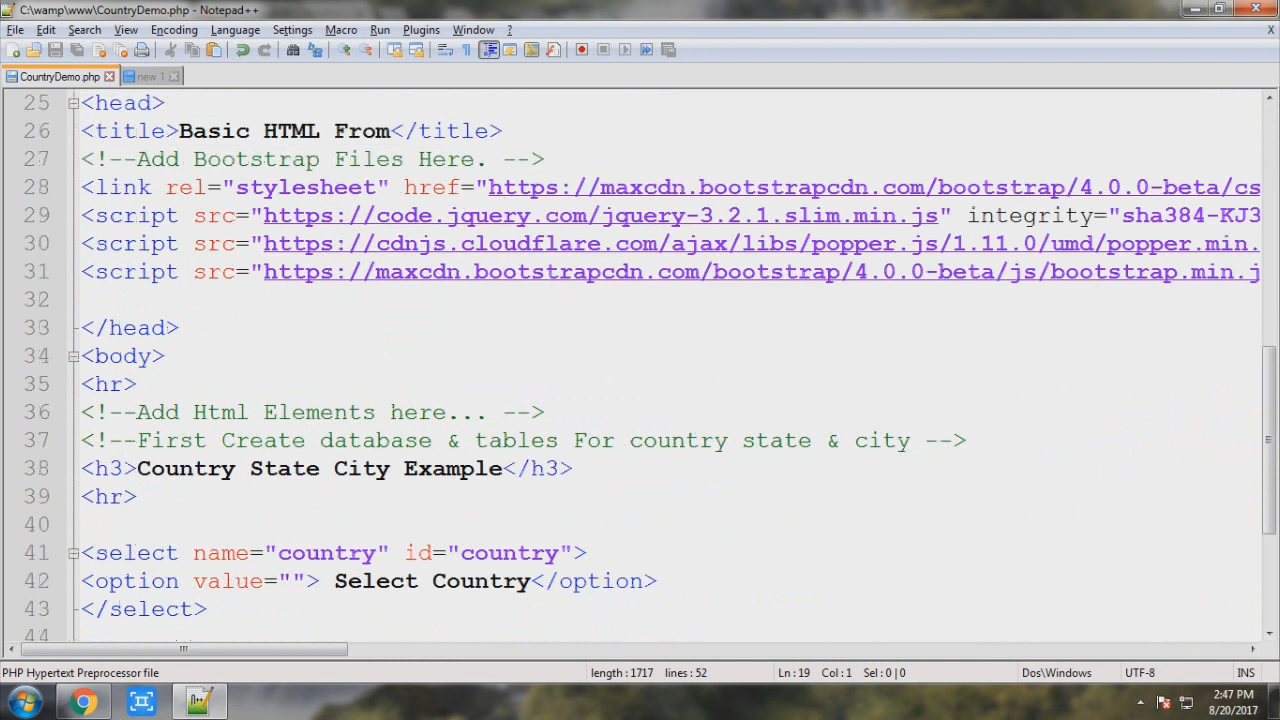 C:\wamp\www\CountryDemo.php - Notepad++
File Edit Search View Encoding Language Settings Macro Run Plugins Window ? X
CountryDemo.php new 1
25 <head>
26 <title>Basic HTML From</title>
27 <!--Add Bootstrap Files Here. -->
28 <link rel="stylesheet" href="https://maxcdn.bootstrapcdn.com/bootstrap/4.0.0-beta/cs
29 <script src="https://code.jquery.com/jquery-3.2.1.slim.min.js" integrity="sha384-KJ3
30 <script src="https://cdnjs.cloudflare.com/ajax/libs/popper.js/1.11.0/umd/popper.min.
31 <script src="https://maxcdn.bootstrapcdn.com/bootstrap/4.0.0-beta/js/bootstrap.min.j
32
33 </head>
34 <body>
35 <hr>
36 <!--Add Html Elements here... -->
37 <!--First Create database & tables For country state & city -->
38 <h3>Country State City Example</h3>
39 <hr>
40
41 <select name="country" id="country">
42 <option value=""> Select Country</option>
43 </select>
44
PHP Hypertext Preprocessor file length : 1717 lines : 52 Ln : 19 Col : 1 Sel : 0 | 0 Dos\Windows UTF-8 INS
2:47 PM
8/20/2017